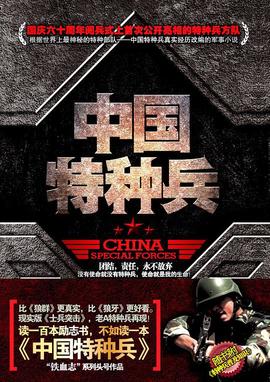 国庆六十周年阅兵式上首次公开亮相的特种兵方队
根据世界上最神秘的特种部队——中国特种兵真实经历改编的军事小说
中国
特种兵
CHINA
SPECIAL FORCES
团结，责任，永不放弃
没有使命就没有特种兵，使命就是我的生命！
比《狼群》更真实，比《狼牙》更好看。
现实版《士兵突击》，老A特种兵再现！
读一百本励志书，不如读一本
《中国特种兵》
“铁血志”系列头号作品